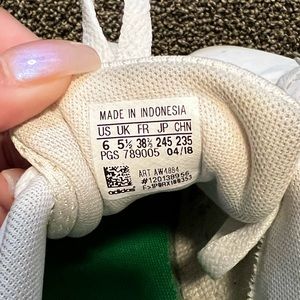 MADE IN INDONESIA
US UK FR JP CHN
6 5½ 38⅔ 245 235
PGS 789005 04/18
ART AW4884
adidas